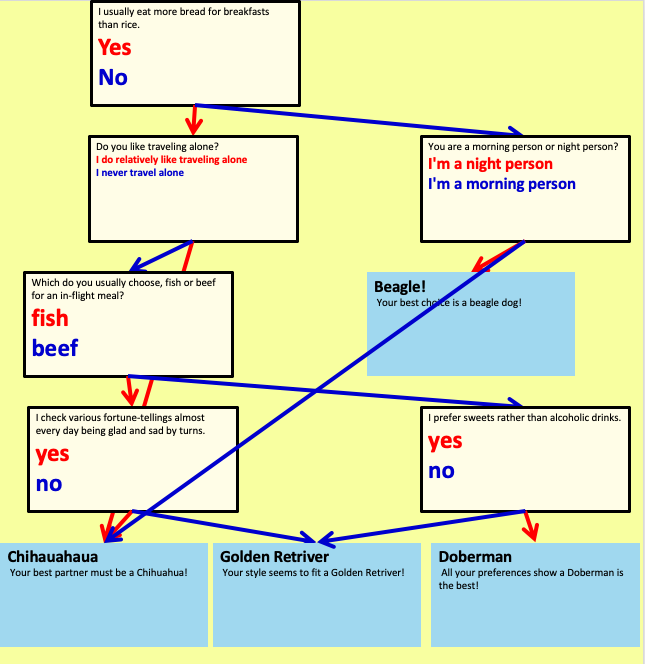 I usually eat more bread for breakfasts
than rice.
Yes
No
Do you like traveling alone?
I do relatively like traveling alone
I never travel alone
You are a morning person or night person?
I'm a night person
I'm a morning person
Which do you usually choose, fish or beef
for an in-flight meal?
fish
beef
Beagle!
Your best choice is a beagle dog!
I check various fortune-tellings almost
every day being glad and sad by turns.
yes
no
I prefer sweets rather than alcoholic drinks.
yes
no
Chihauahaua
Your best partner must be a Chihuahua!
Golden Retriver
Your style seems to fit a Golden Retriver!
Doberman
All your preferences show a Doberman is
the best!